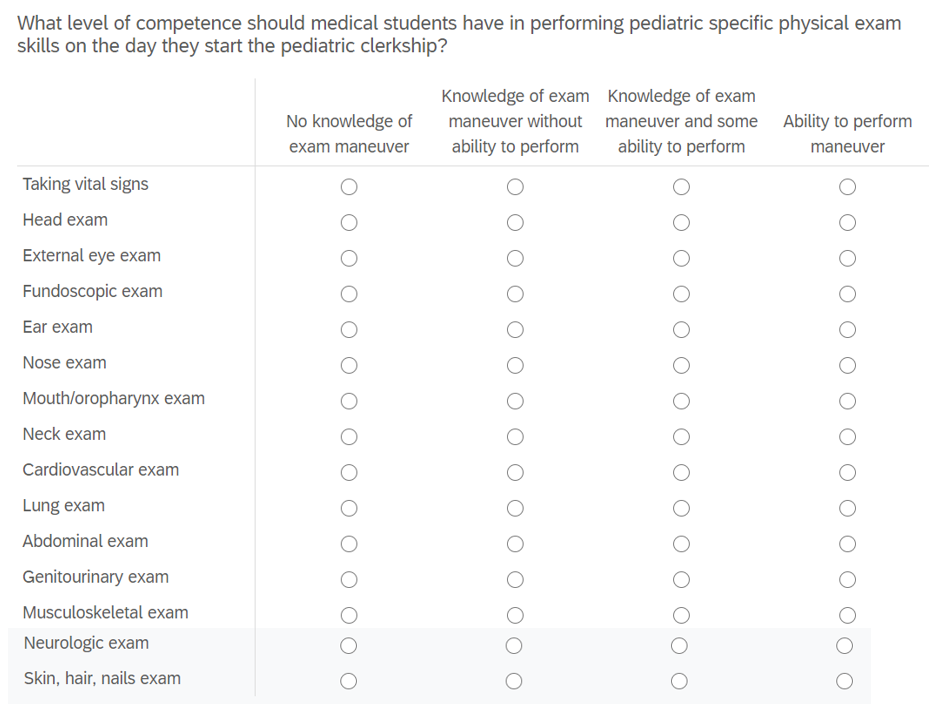 What level of competence should medical students have in performing pediatric specific physical exam
skills on the day they start the pediatric clerkship?
No knowledge of
exam maneuver
Knowledge of exam
maneuver without
ability to perform
Knowledge of exam
maneuver and some
ability to perform
Ability to perform
maneuver
Taking vital signs
Head exam
External eye exam
Fundoscopic exam
Ear exam
Nose exam
Mouth/oropharynx exam
Neck exam
Cardiovascular exam
Lung exam
Abdominal exam
Genitourinary exam
Musculoskeletal exam
Neurologic exam
Skin, hair, nails exam